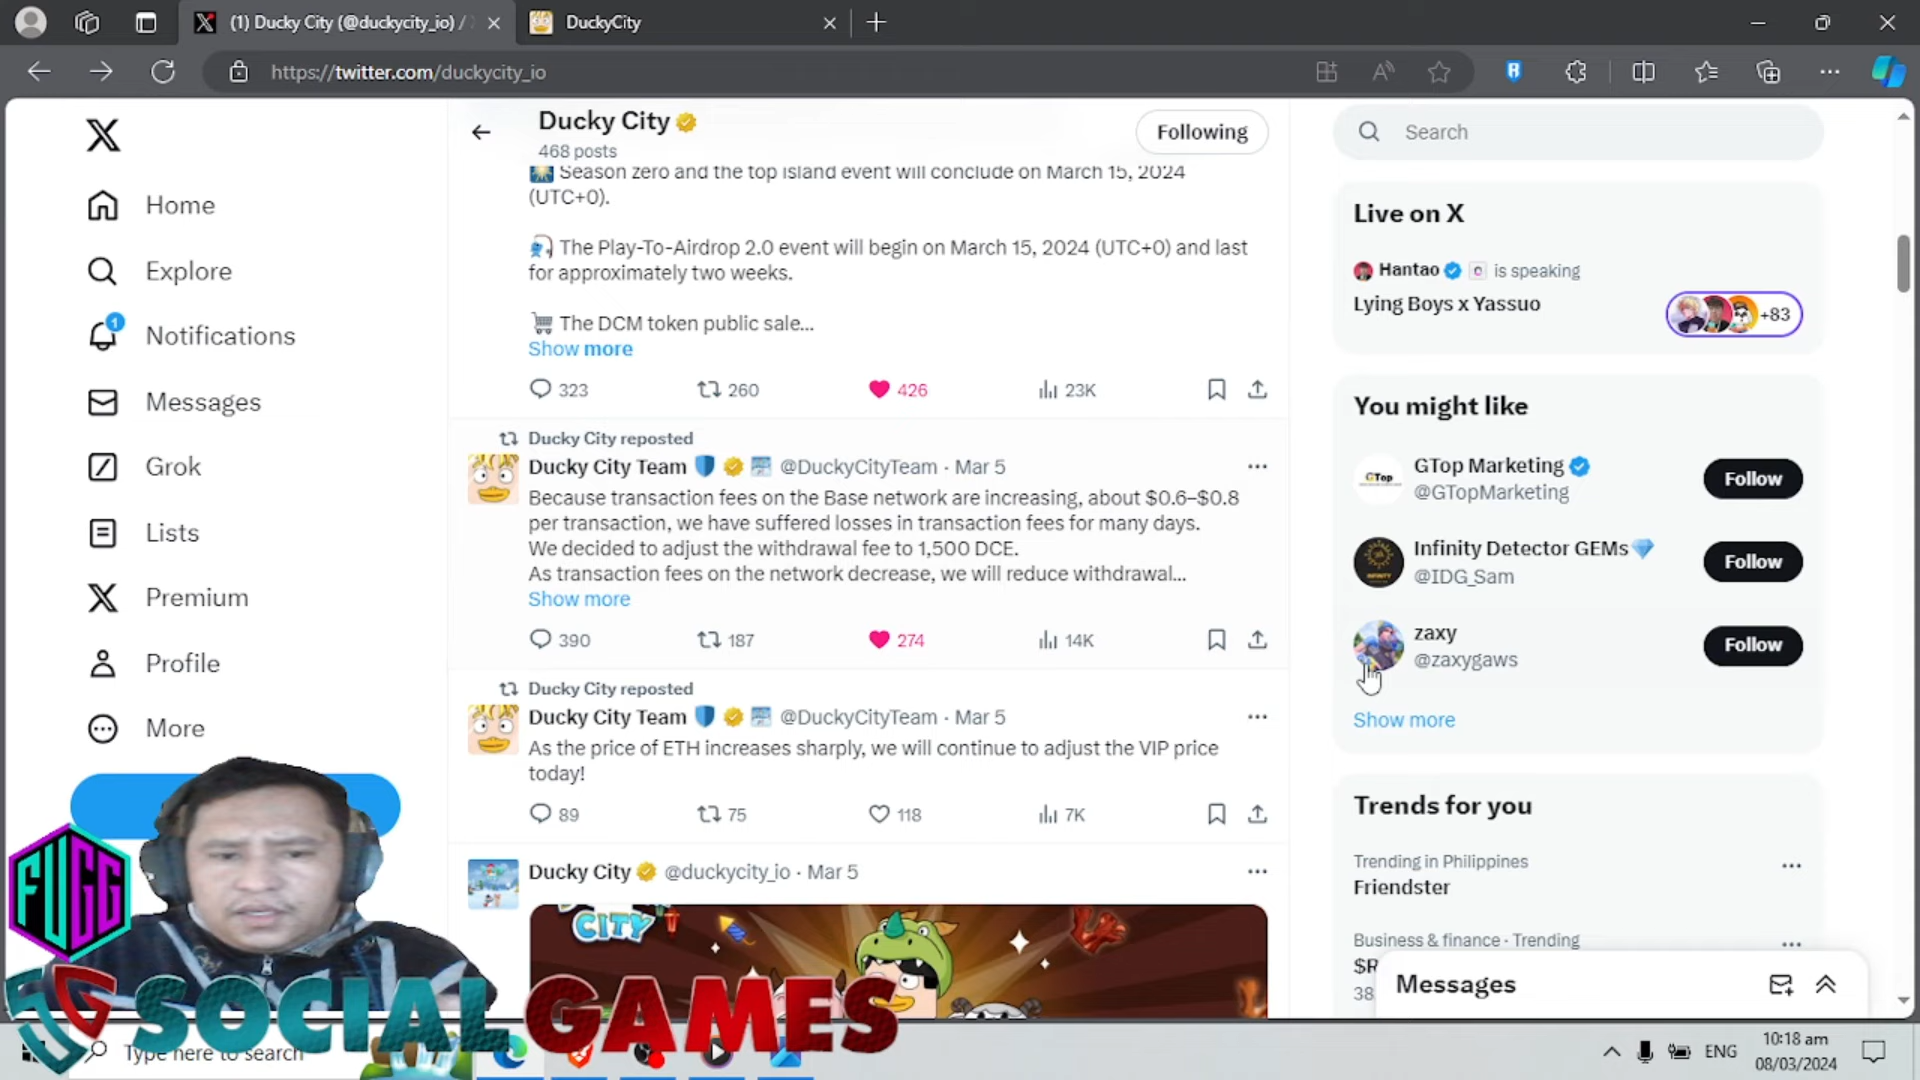 (1) Ducky City (@duckycity_io) /
DuckyCity
https://twitter.com/duckycity_io
Home
Explore
1
Notifications
Messages
Grok
Lists
Premium
Profile
More
Ducky City
468 posts
Following
Season zero and the top island event will conclude on March 15, 2024
(UTC+0).
The Play-To-Airdrop 2.0 event will begin on March 15, 2024 (UTC+0) and last
for approximately two weeks.
The DCM token public sale...
Show more
323 260 426 23K
Ducky City reposted
Ducky City Team @DuckyCityTeam · Mar 5
Because transaction fees on the Base network are increasing, about $0.6–$0.8
per transaction, we have suffered losses in transaction fees for many days.
We decided to adjust the withdrawal fee to 1,500 DCE.
As transaction fees on the network decrease, we will reduce withdrawal...
Show more
390 187 274 14K
Ducky City reposted
Ducky City Team @DuckyCityTeam · Mar 5
As the price of ETH increases sharply, we will continue to adjust the VIP price
today!
89 75 118 7K
Ducky City @duckycity_io · Mar 5
CITY
Search
Live on X
Hantao is speaking
Lying Boys x Yassuo
+83
You might like
GTop Marketing
@GTopMarketing
Follow
Infinity Detector GEMs
@IDG_Sam
Follow
zaxy
@zaxygaws
Follow
Show more
Trends for you
Trending in Philippines
Friendster
Business & finance · Trending
Messages
FUGG
SG SOCIAL GAMES
Type here to search
ENG
10:18 am
08/03/2024